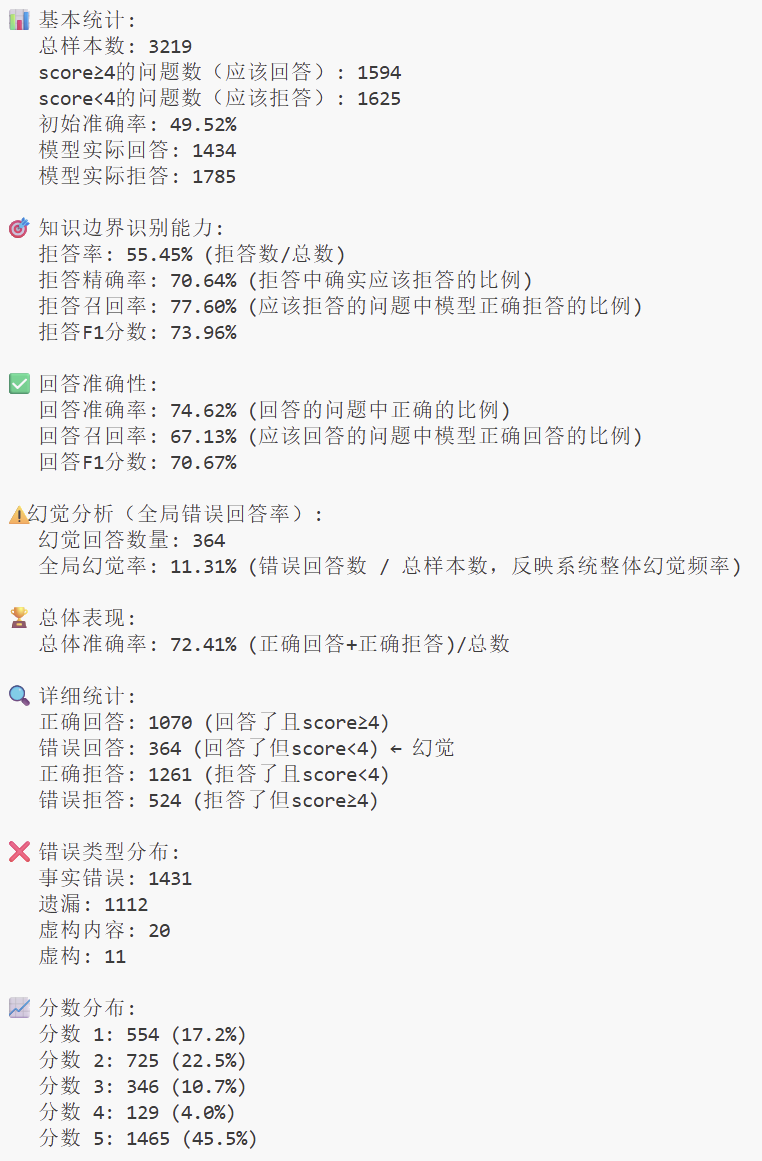 📊 基本统计:
总样本数: 3219
score≥4的问题数（应该回答）: 1594
score<4的问题数（应该拒答）: 1625
初始准确率: 49.52%
模型实际回答: 1434
模型实际拒答: 1785
🎯 知识边界识别能力:
拒答率: 55.45% (拒答数/总数)
拒答精确率: 70.64% (拒答中确实应该拒答的比例)
拒答召回率: 77.60% (应该拒答的问题中模型正确拒答的比例)
拒答F1分数: 73.96%
✅ 回答准确性:
回答准确率: 74.62% (回答的问题中正确的比例)
回答召回率: 67.13% (应该回答的问题中模型正确回答的比例)
回答F1分数: 70.67%
⚠️幻觉分析（全局错误回答率）:
幻觉回答数量: 364
全局幻觉率: 11.31% (错误回答数 / 总样本数，反映系统整体幻觉频率)
🏆 总体表现:
总体准确率: 72.41% (正确回答+正确拒答)/总数
🔍 详细统计:
正确回答: 1070 (回答了且score≥4)
错误回答: 364 (回答了但score<4) ← 幻觉
正确拒答: 1261 (拒答了且score<4)
错误拒答: 524 (拒答了但score≥4)
❌ 错误类型分布:
事实错误: 1431
遗漏: 1112
虚构内容: 20
虚构: 11
📈 分数分布:
分数 1: 554 (17.2%)
分数 2: 725 (22.5%)
分数 3: 346 (10.7%)
分数 4: 129 (4.0%)
分数 5: 1465 (45.5%)